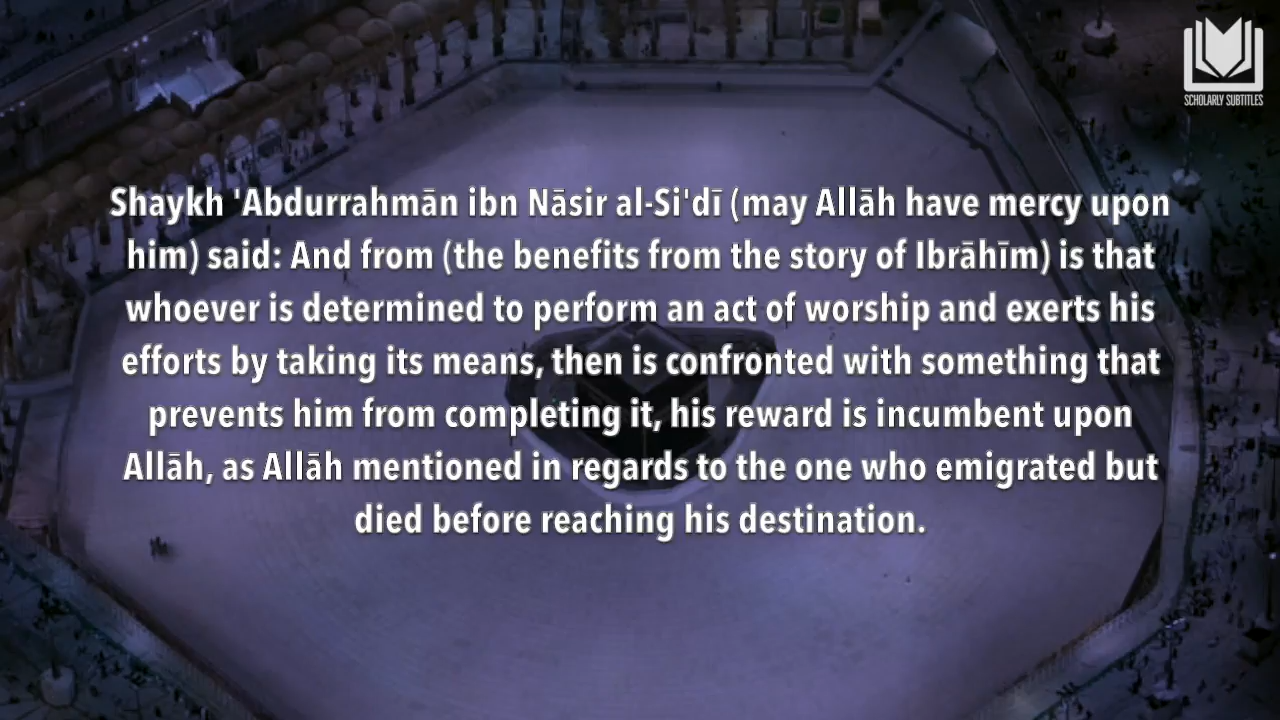 SCHOLARLY SUBTITLES
Shaykh 'Abdurrahmān ibn Nāsir al-Si'dī (may Allāh have mercy upon
him) said: And from (the benefits from the story of Ibrāhīm) is that
whoever is determined to perform an act of worship and exerts his
efforts by taking its means, then is confronted with something that
prevents him from completing it, his reward is incumbent upon
Allāh, as Allāh mentioned in regards to the one who emigrated but
died before reaching his destination.